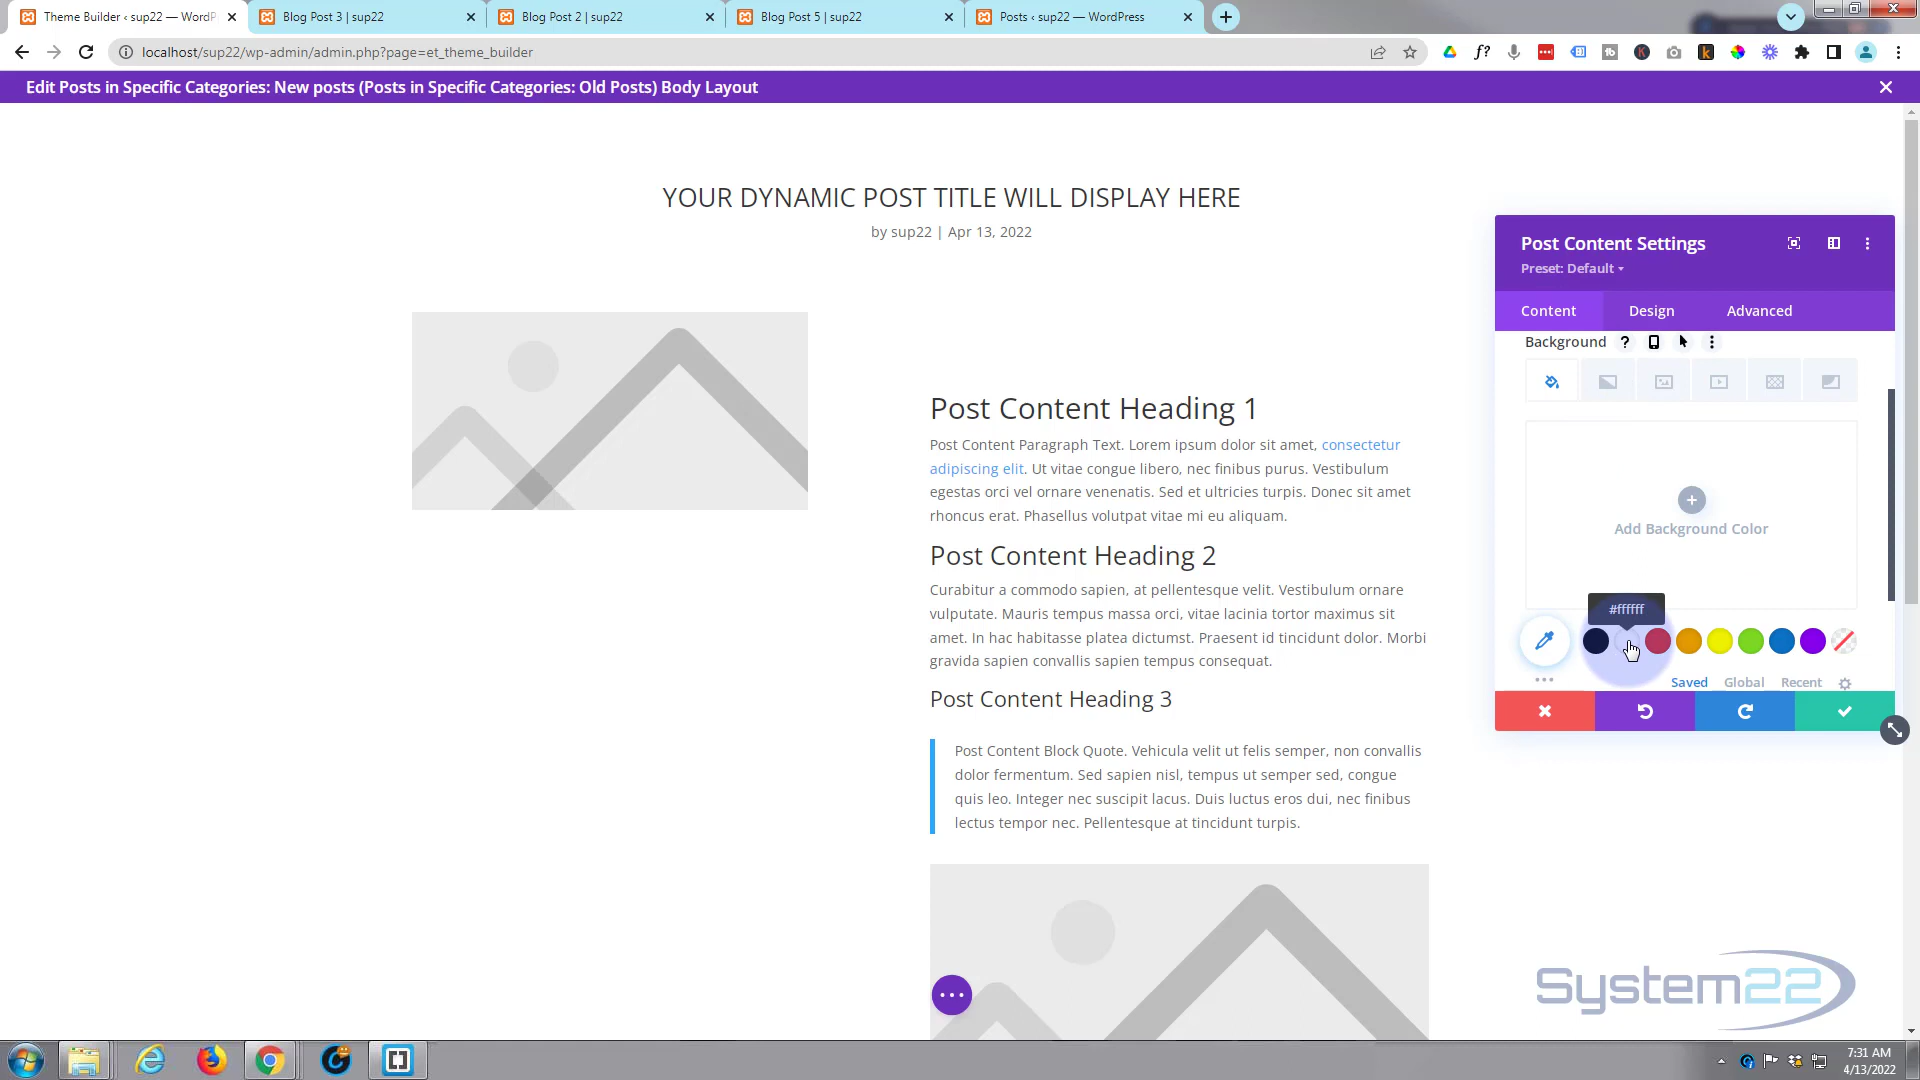 Theme Builder ‹ sup22 — WordP
Blog Post 3 | sup22
Blog Post 2 | sup22
Blog Post 5 | sup22
Posts ‹ sup22 — WordPress
localhost/sup22/wp-admin/admin.php?page=et_theme_builder
Edit Posts in Specific Categories: New posts (Posts in Specific Categories: Old Posts) Body Layout
YOUR DYNAMIC POST TITLE WILL DISPLAY HERE
by sup22 | Apr 13, 2022
Post Content Heading 1
Post Content Paragraph Text. Lorem ipsum dolor sit amet, consectetur
adipiscing elit. Ut vitae congue libero, nec finibus purus. Vestibulum
egestas orci vel ornare venenatis. Sed et ultricies turpis. Donec sit amet
rhoncus erat. Phasellus volutpat vitae mi eu aliquam.
Post Content Heading 2
Curabitur a commodo sapien, at pellentesque velit. Vestibulum ornare
vulputate. Mauris tempus massa orci, vitae lacinia tortor maximus sit
amet. In hac habitasse platea dictumst. Praesent id tincidunt dolor. Morbi
gravida sapien convallis sapien tempus consequat.
Post Content Heading 3
Post Content Block Quote. Vehicula velit ut felis semper, non convallis
dolor fermentum. Sed sapien nisl, tempus ut semper sed, congue
quis leo. Integer nec suscipit lacus. Duis luctus eros dui, nec finibus
lectus tempor nec. Pellentesque at tincidunt turpis.
Post Content Settings
Preset: Default
Content
Design
Advanced
Background
Add Background Color
#ffffff
Saved
Global
Recent
System22
7:31 AM
4/13/2022